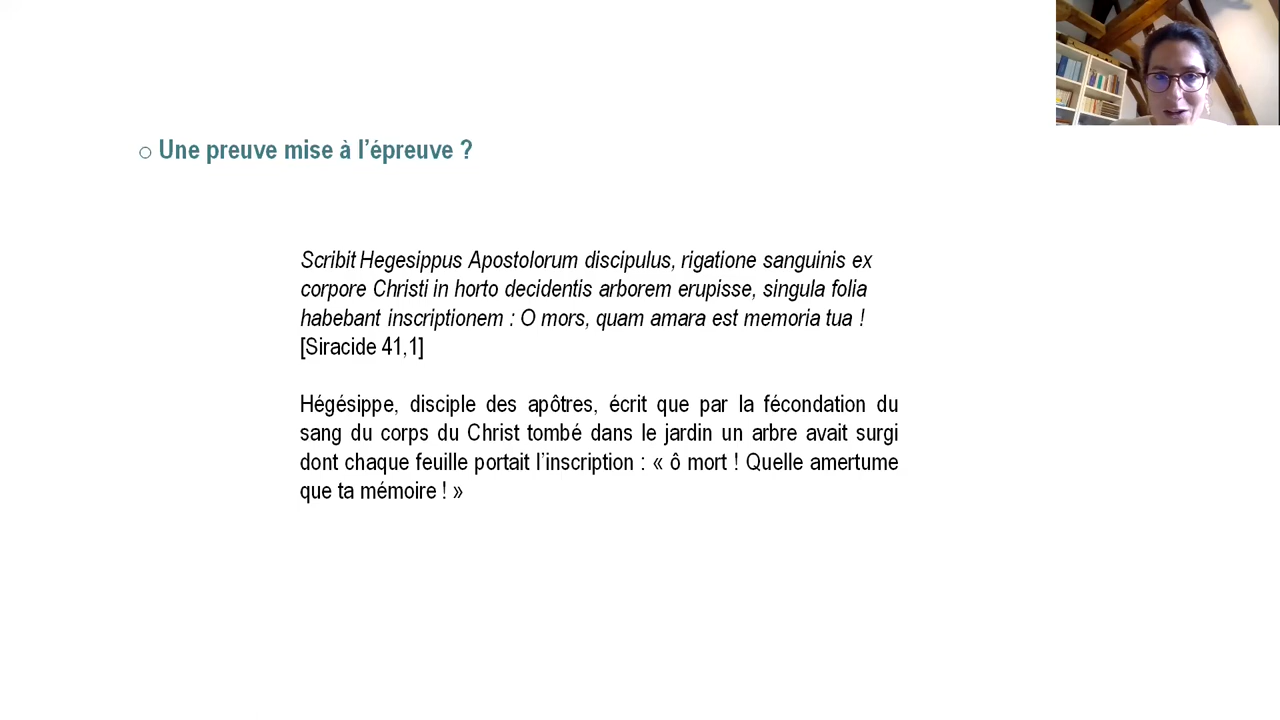 o Une preuve mise à l’épreuve ?
Scribit Hegesippus Apostolorum discipulus, rigatione sanguinis ex
corpore Christi in horto decidentis arborem erupisse, singula folia
habebant inscriptionem : O mors, quam amara est memoria tua !
[Siracide 41,1]
Hégésippe, disciple des apôtres, écrit que par la fécondation du
sang du corps du Christ tombé dans le jardin un arbre avait surgi
dont chaque feuille portait l’inscription : « ô mort ! Quelle amertume
que ta mémoire ! »